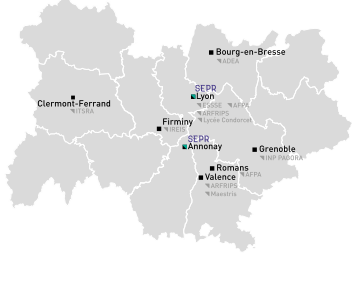 Bourg-en-Bresse
ADEA
SEPR
Lyon
ESSSE AFPA
ARFRIPS
Lycée Condorcet
Clermont-Ferrand
ITSRA
Firminy
IREIS
SEPR
Annonay
Grenoble
INP PAGORA
Romans
AFPA
Valence
ARFRIPS
Maestris